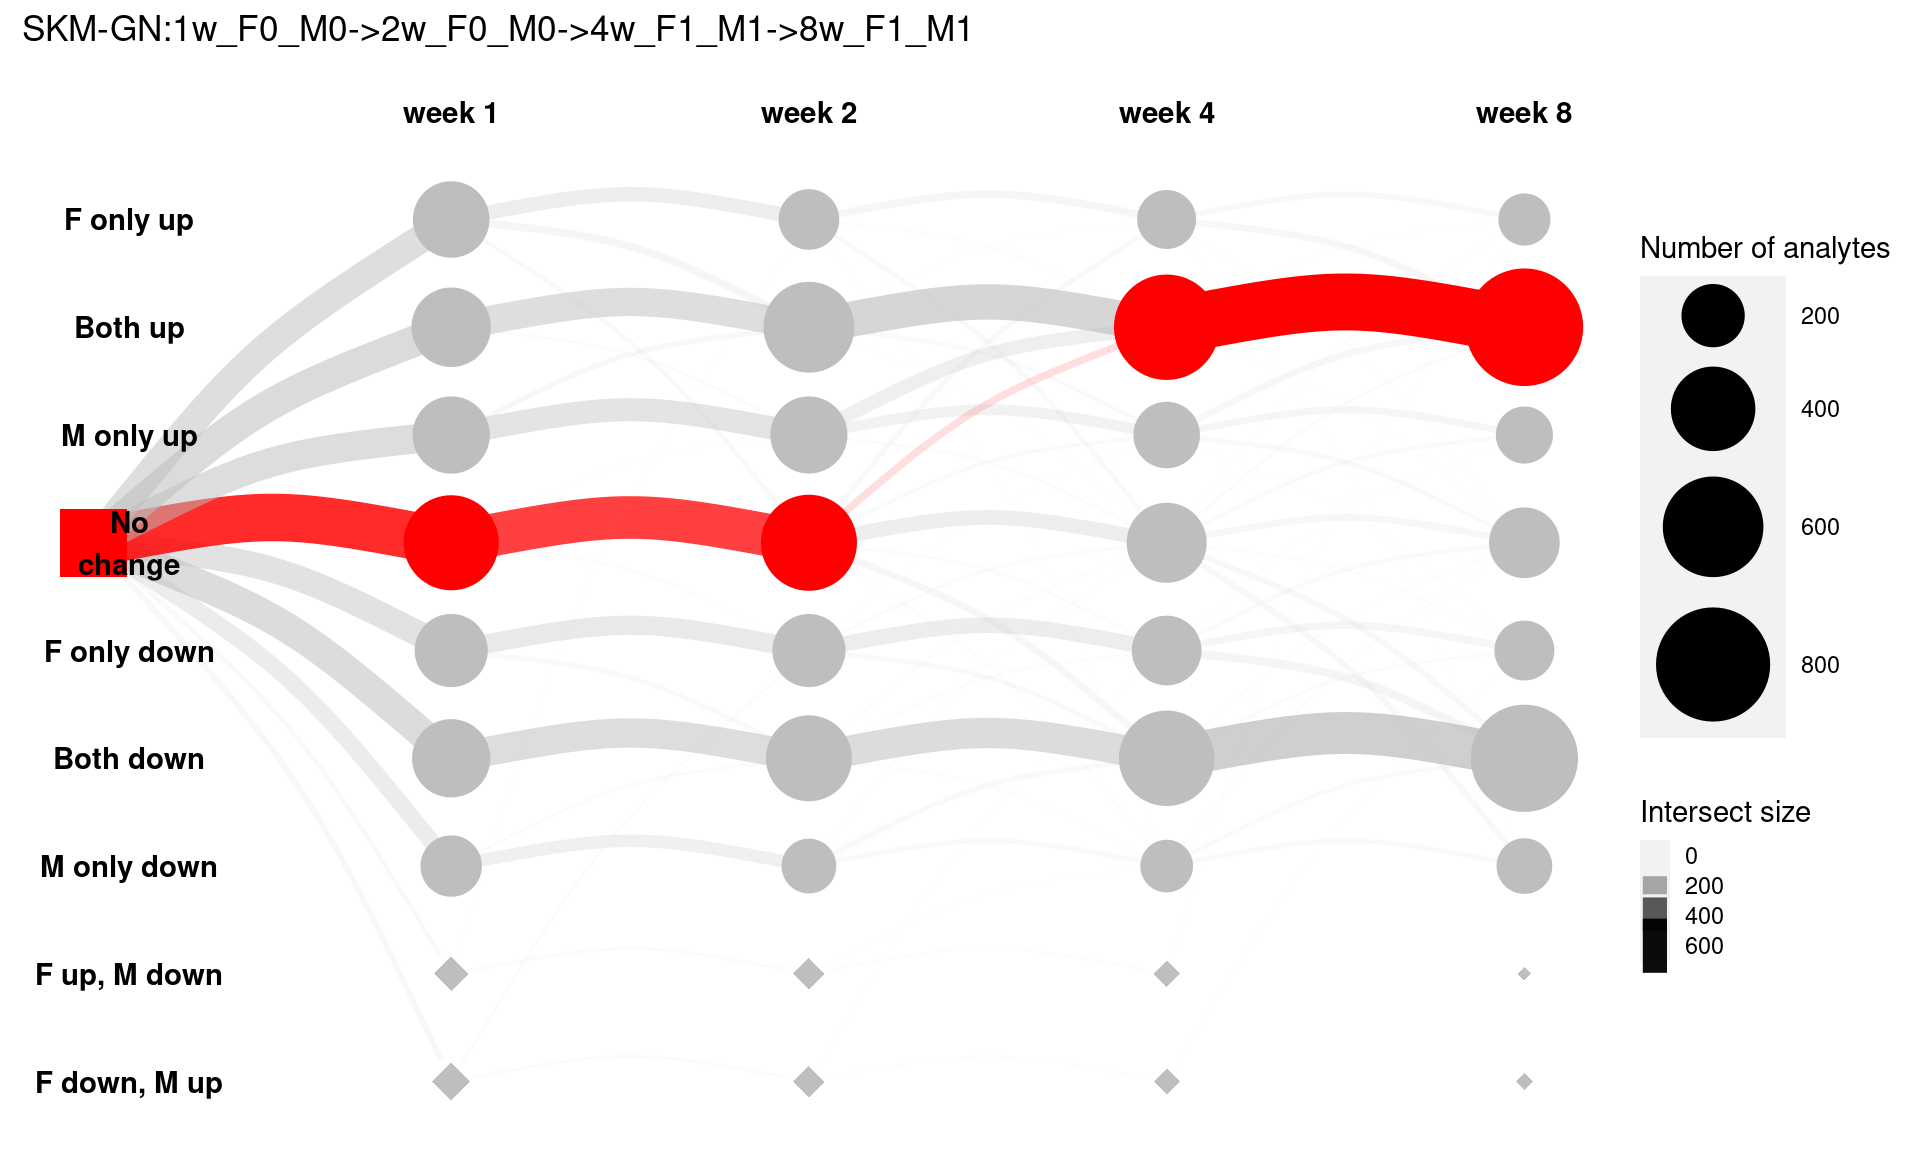 SKM-GN:1w_F0_M0->2w_F0_M0->4w_F1_M1->8w_F1_M1
week 1
week 2
week 4
week 8
F only up
Both up
M only up
No
change
F only down
Both down
M only down
F up, M down
F down, M up
Number of analytes
200
400
600
800
Intersect size
0
200
400
600